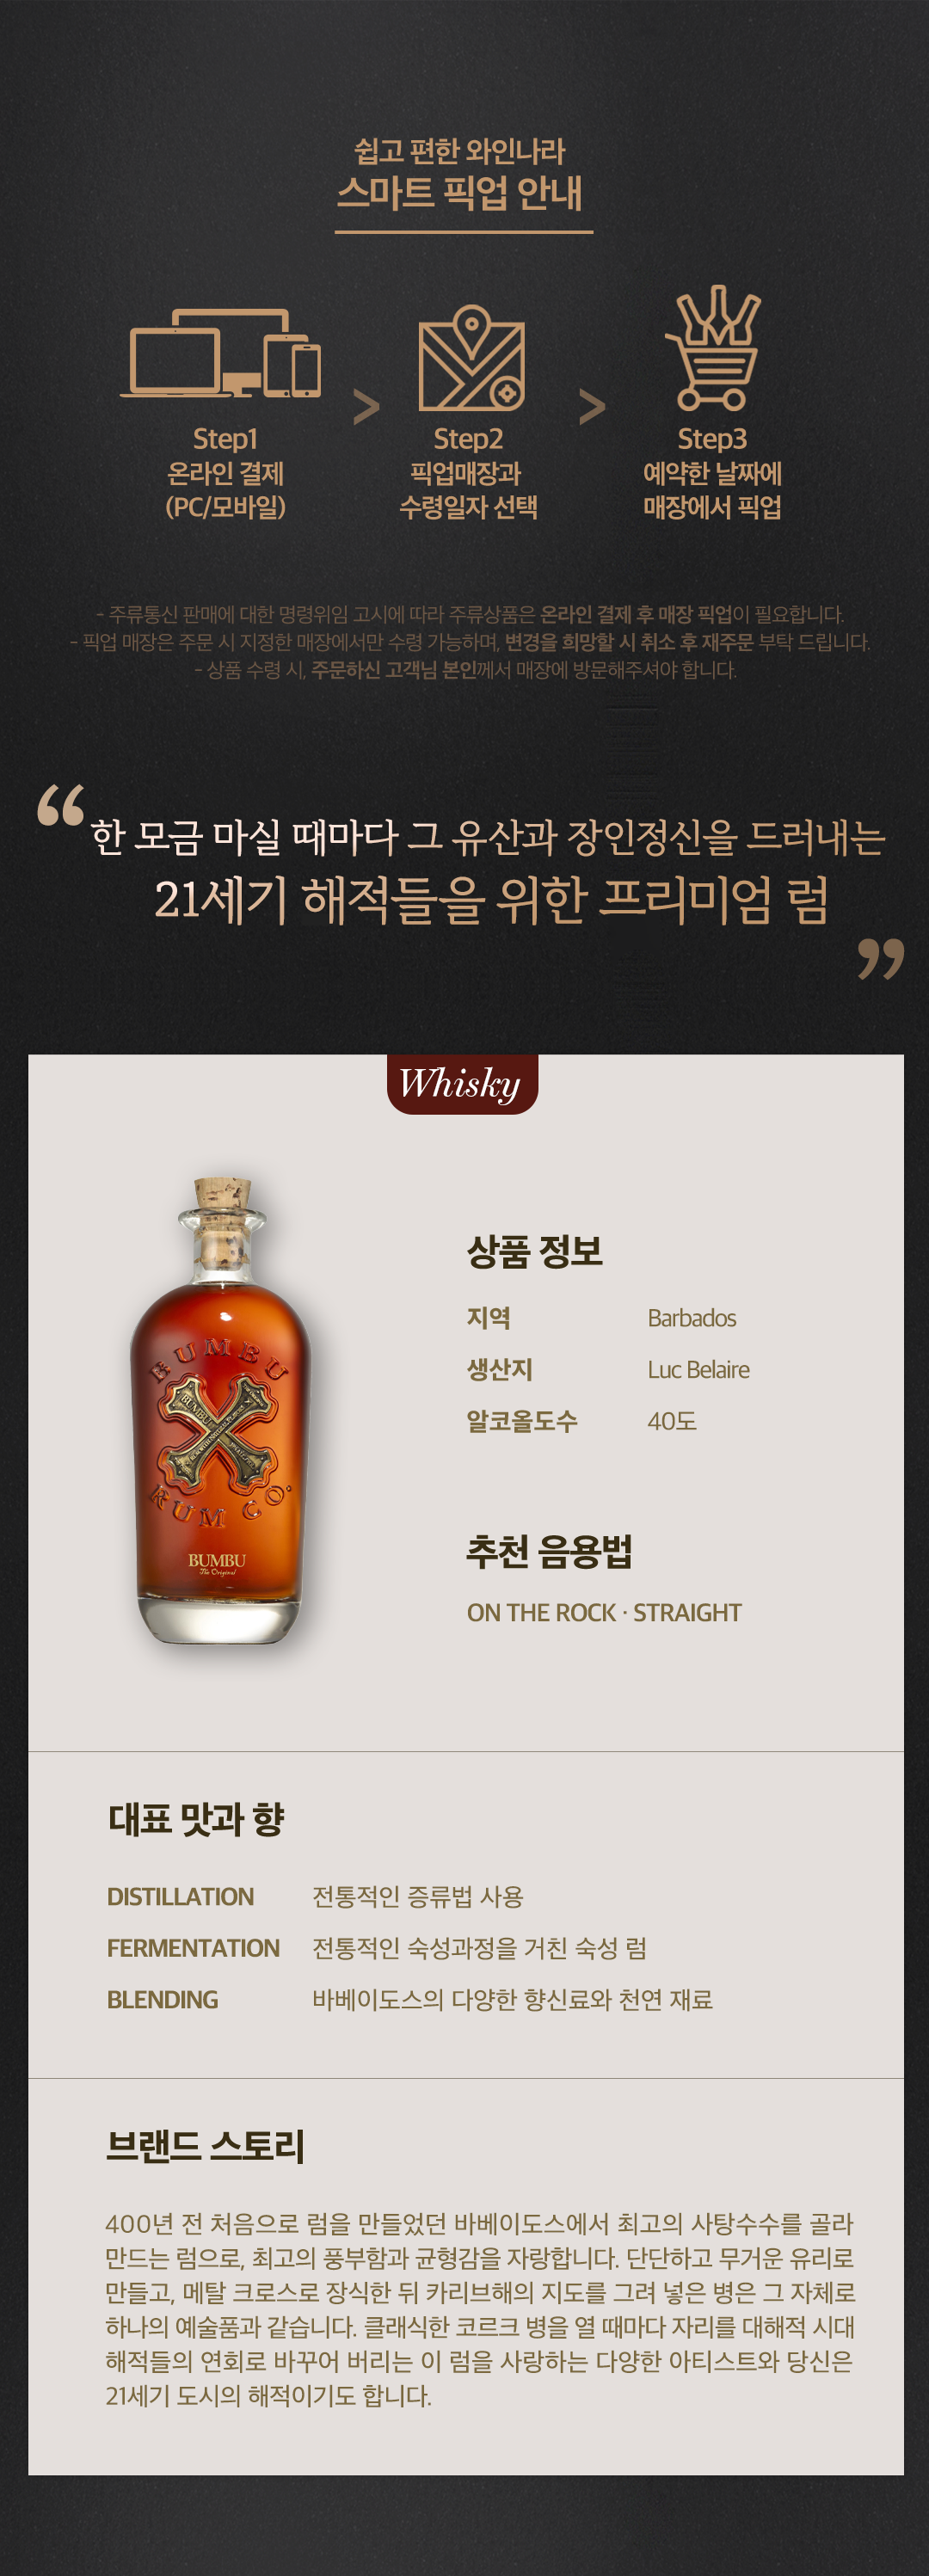 쉽고 편한 와인나라
스마트 픽업 안내
Step1
온라인 결제
(PC/모바일)
>
Step2
픽업매장과
수령일자 선택
>
Step3
예약한 날짜에
매장에서 픽업
- 주류통신 판매에 대한 명령위임 고시에 따라 주류상품은 온라인 결제 후 매장 픽업이 필요합니다.
- 픽업 매장은 주문 시 지정한 매장에서만 수령 가능하며, 변경을 희망할 시 취소 후 재주문 부탁 드립니다.
- 상품 수령 시, 주문하신 고객님 본인께서 매장에 방문해주셔야 합니다.
“한 모금 마실 때마다 그 유산과 장인정신을 드러내는
21세기 해적들을 위한 프리미엄 럼”
Whisky
BUMBU
BUMBU
RUM CO.
BUMBU
The Original
상품 정보
지역 Barbados
생산지 Luc Belaire
알코올도수 40도
추천 음용법
ON THE ROCK · STRAIGHT
대표 맛과 향
DISTILLATION 전통적인 증류법 사용
FERMENTATION 전통적인 숙성과정을 거친 숙성 럼
BLENDING 바베이도스의 다양한 향신료와 천연 재료
브랜드 스토리
400년 전 처음으로 럼을 만들었던 바베이도스에서 최고의 사탕수수를 골라
만드는 럼으로, 최고의 풍부함과 균형감을 자랑합니다. 단단하고 무거운 유리로
만들고, 메탈 크로스로 장식한 뒤 카리브해의 지도를 그려 넣은 병은 그 자체로
하나의 예술품과 같습니다. 클래식한 코르크 병을 열 때마다 자리를 대해적 시대
해적들의 연회로 바꾸어 버리는 이 럼을 사랑하는 다양한 아티스트와 당신은
21세기 도시의 해적이기도 합니다.